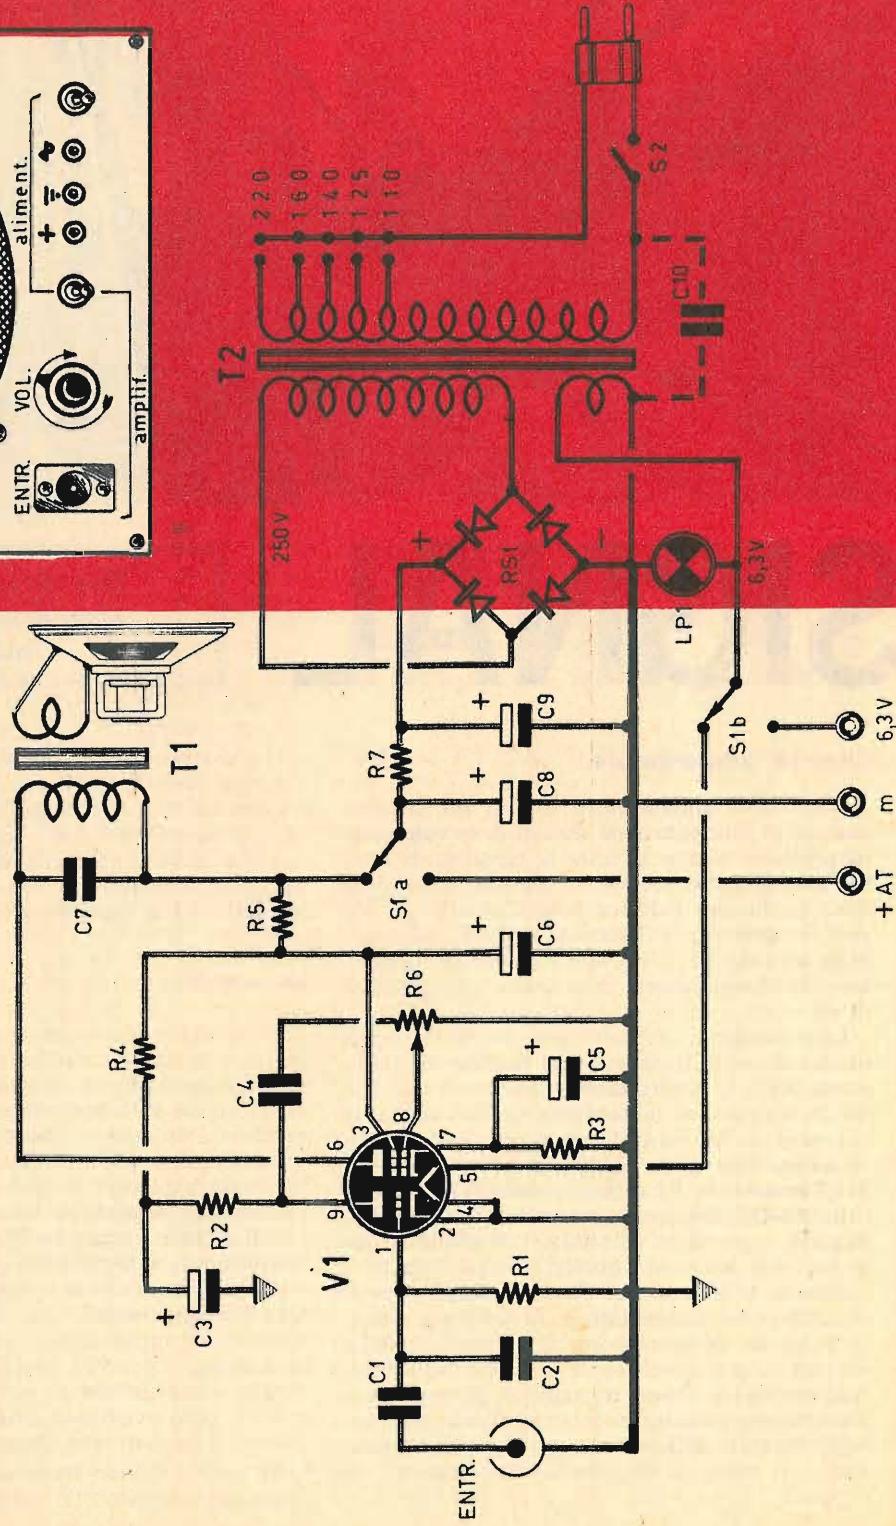 ENTR.
VOL.
amplif.
aliment.
+
T1
C7
R5
R4
R2
C3
+
C4
R6
V1
9
6
3
8
7
5
4
2
1
C1
C2
R1
R3
C5
+
C6
+
S1a
R7
C8
+
C9
+
RS1
+
−
250V
T2
220
160
140
125
110
S2
C10
LP1
6,3V
S1b
ENTR.
+AT
m
6,3V